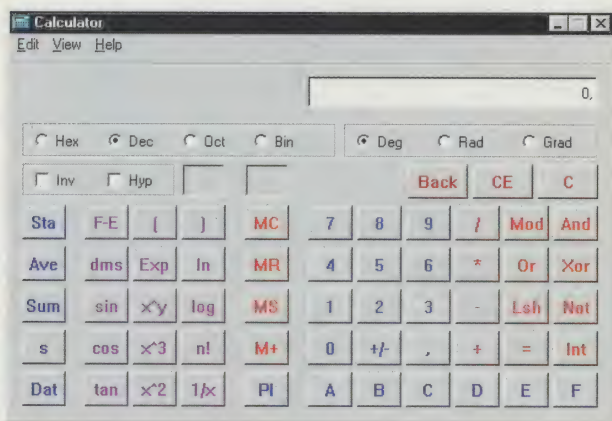 Calculator
Edit View Help
0,
Hex Dec Oct Bin Deg Rad Grad
Inv Hyp Back CE C
Sta F-E ( ) MC 7 8 9 / Mod And
Ave dms Exp ln MR 4 5 6 * Or Xor
Sum sin x^y log MS 1 2 3 - Lsh Not
s cos x^3 n! M+ 0 +/- , + = Int
Dat tan x^2 1/x PI A B C D E F